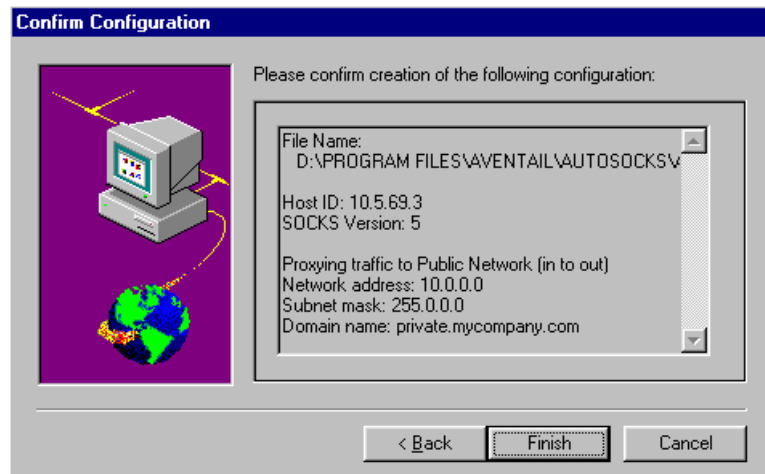 Confirm Configuration
Please confirm creation of the following configuration:
File Name:
D:\PROGRAM FILES\AVENTAIL\AUTOSOCKS\
Host ID: 10.5.69.3
SOCKS Version: 5
Proxying traffic to Public Network (in to out)
Network address: 10.0.0.0
Subnet mask: 255.0.0.0
Domain name: private.mycompany.com
< Back
Finish
Cancel